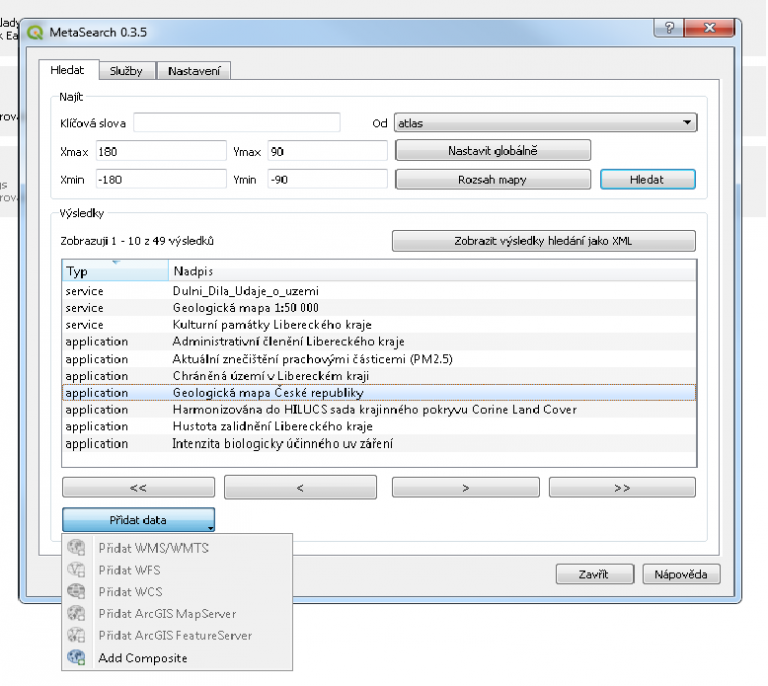 lady
k Ea
MetaSearch 0.3.5
Hledat Služby Nastavení
Najít
Klíčová slova Od atlas
Xmax 180 Ymax 90 Nastavit globálně
Xmin -180 Ymin -90 Rozsah mapy Hledat
Výsledky
Zobrazuji 1 - 10 z 49 výsledků Zobrazit výsledky hledání jako XML
Typ Nadpis
service Dulni_Dila_Udaje_o_uzemi
service Geologická mapa 1:50 000
service Kulturní památky Libereckého kraje
application Administrativní členění Libereckého kraje
application Aktuální znečištění prachovými částicemi (PM2.5)
application Chráněná území v Libereckém kraji
application Geologická mapa České republiky
application Harmonizována do HILUCS sada krajinného pokryvu Corine Land Cover
application Hustota zalidnění Libereckého kraje
application Intenzita biologicky účinného uv záření
<< < > >>
Přidat data
Přidat WMS/WMTS
Přidat WFS
Přidat WCS
Přidat ArcGIS MapServer
Přidat ArcGIS FeatureServer
Add Composite
Zavřít Nápověda